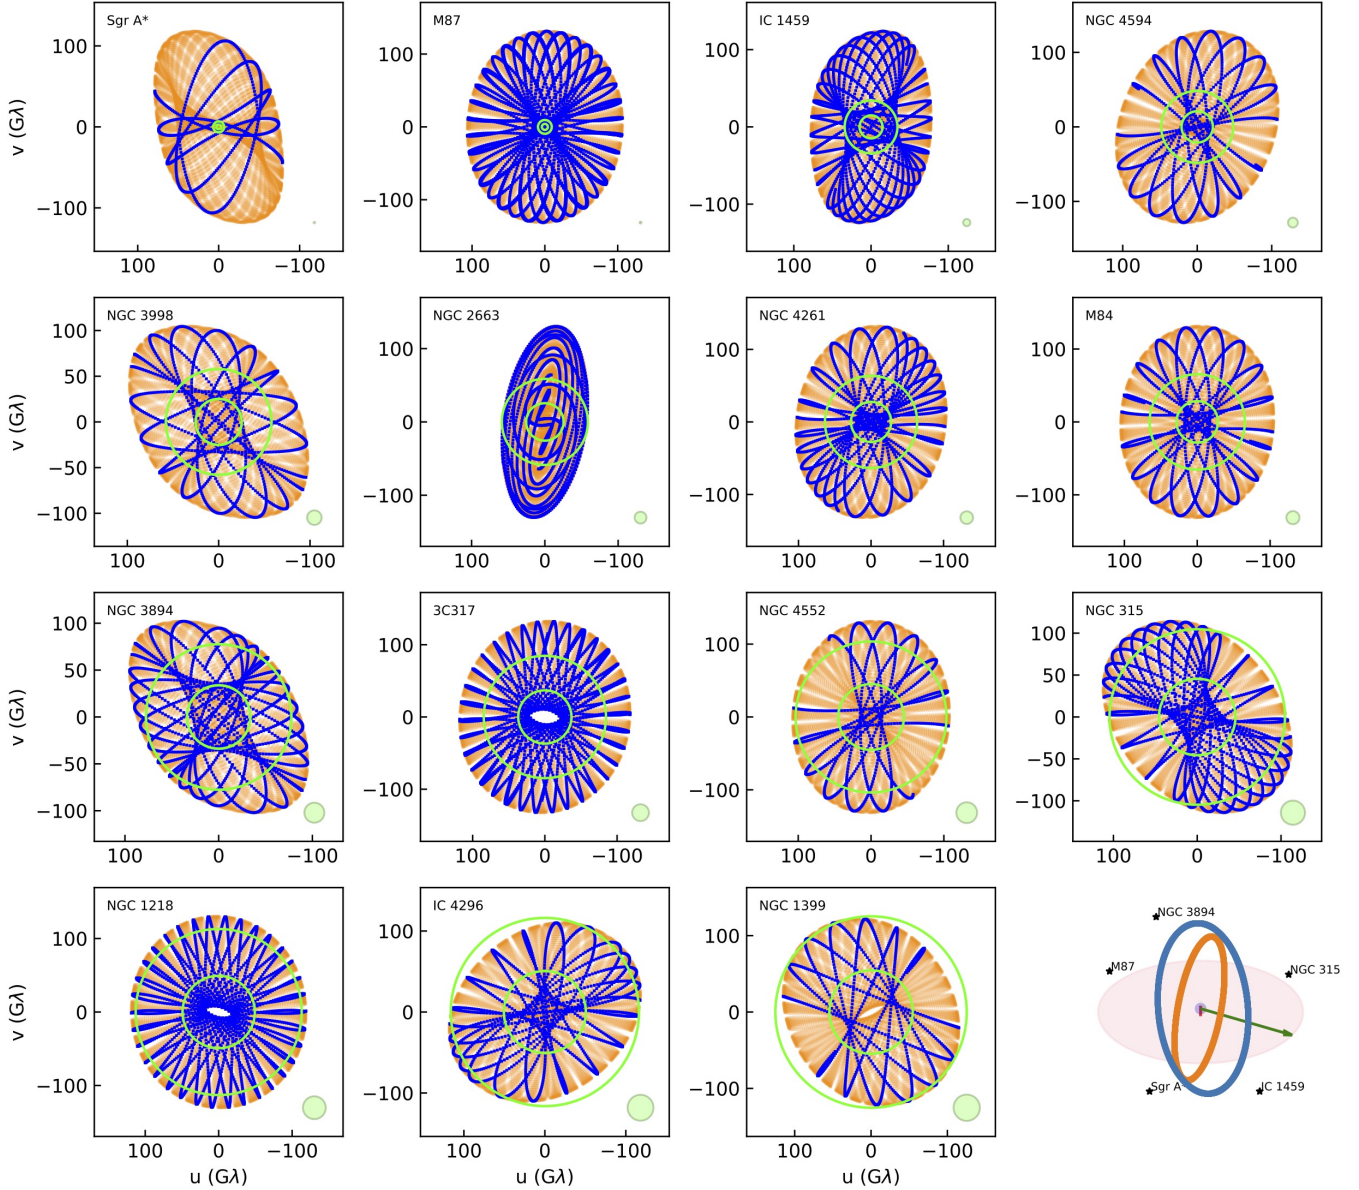 Sgr A*
M87
IC 1459
NGC 4594
v (Gλ)
100
0
−100
100
0
−100
100
0
−100
100
0
−100
100 0 −100
100 0 −100
100 0 −100
100 0 −100
NGC 3998
NGC 2663
NGC 4261
M84
v (Gλ)
100
50
0
−50
−100
100
0
−100
100
0
−100
100
0
−100
100 0 −100
100 0 −100
100 0 −100
100 0 −100
NGC 3894
3C317
NGC 4552
NGC 315
v (Gλ)
100
50
0
−50
−100
100
0
−100
100
0
−100
100
50
0
−50
−100
100 0 −100
100 0 −100
100 0 −100
100 0 −100
NGC 1218
IC 4296
NGC 1399
v (Gλ)
100
0
−100
100
0
−100
100
0
−100
100 0 −100
100 0 −100
100 0 −100
u (Gλ)
u (Gλ)
u (Gλ)
NGC 3894
M87
NGC 315
Sgr A
IC 1459